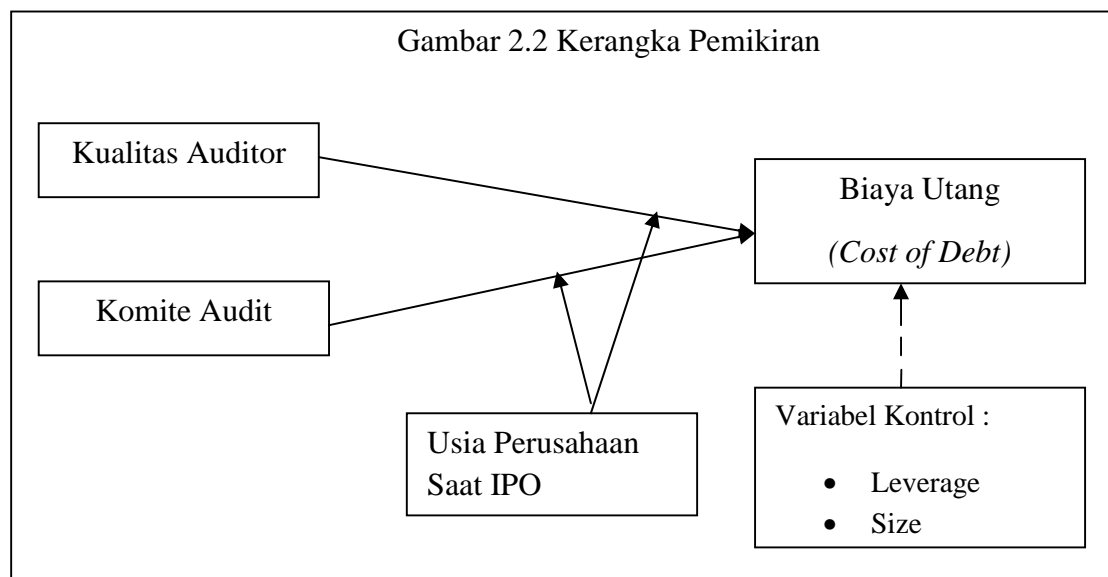 Gambar 2.2 Kerangka Pemikiran
Kualitas Auditor
Komite Audit
Biaya Utang
(Cost of Debt)
Usia Perusahaan
Saat IPO
Variabel Kontrol :
• Leverage
• Size